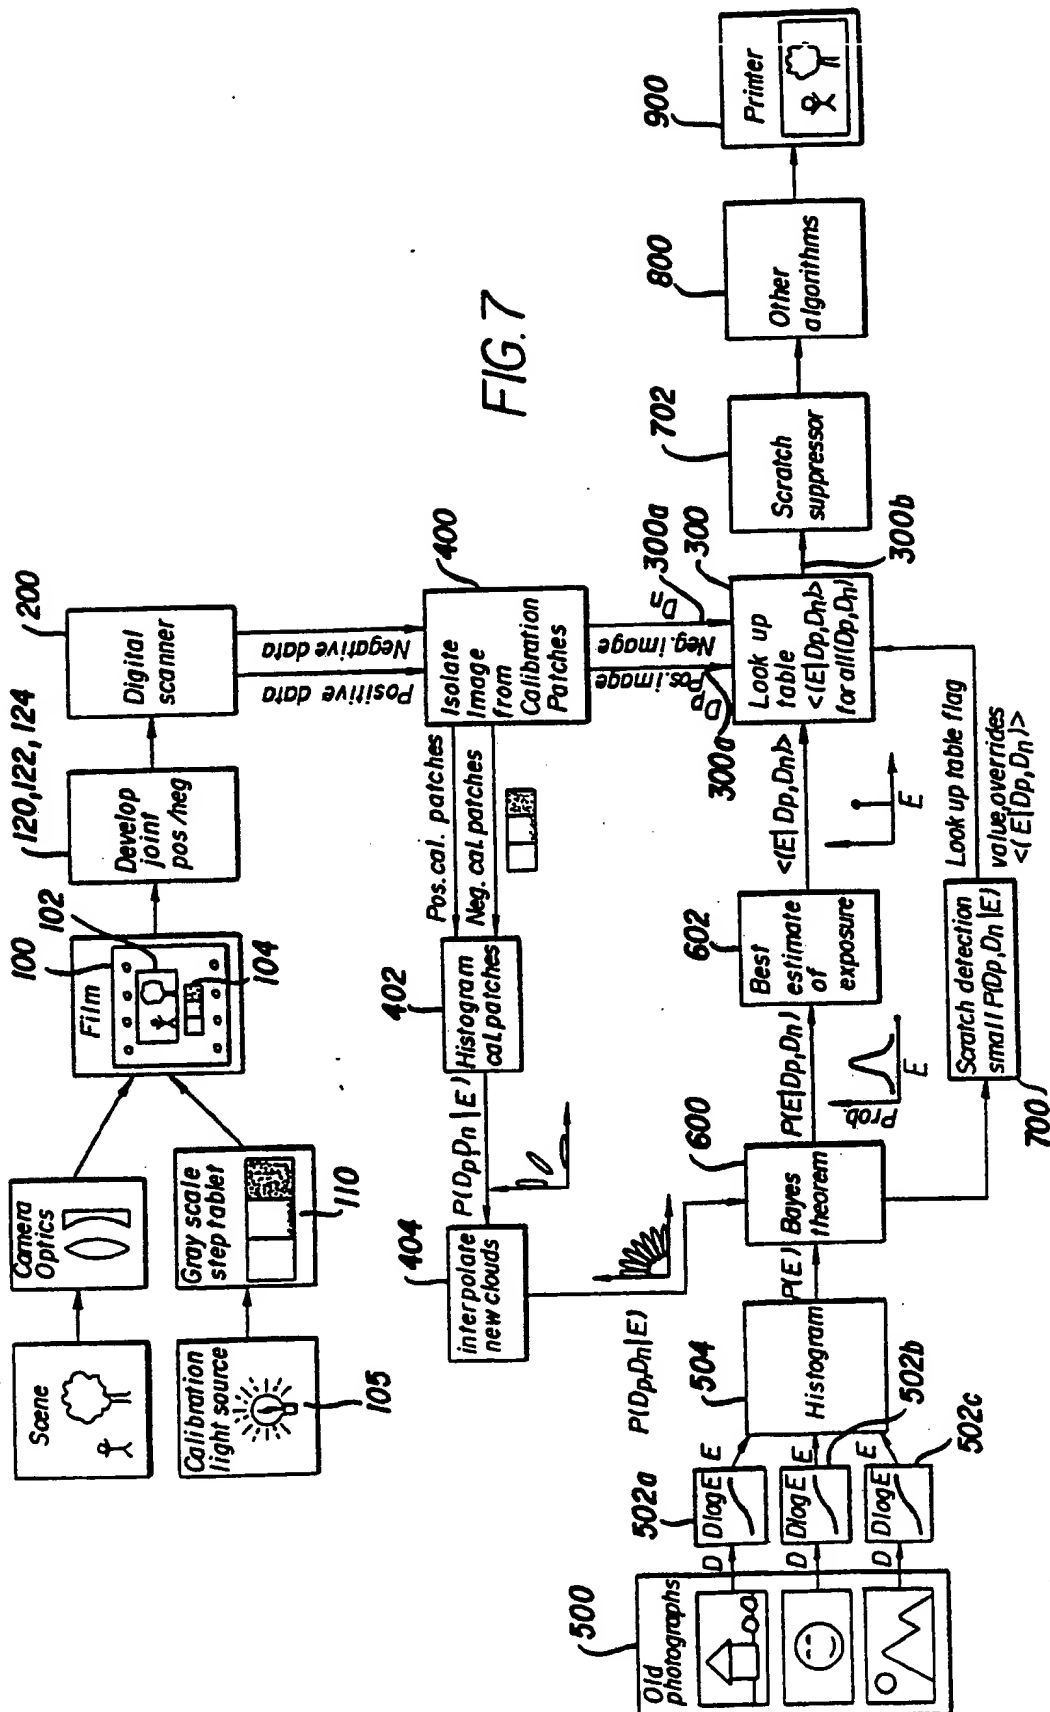 FIG. 7
Scene
Camera
Optics
Calibration
light source
105
Gray scale
step tablet
110
Film
100
102
104
120,122,124
Develop
joint
pos/neg
200
Digital
scanner
Positive data
Negative data
400
Isolate
Image
from
Calibration
Patches
Pos. cal. patches
Neg. cal. patches
402
Histogram
cal. patches
P(Dp,Dn|E)
404
interpolate
new clouds
P(Dp,Dn|E)
500
Old
photographs
D
D
D
502a
DlogE
E
DlogE
E
502b
DlogE
E
502c
504
Histogram
P(E)
600
Bayes
theorem
P(E|Dp,Dn)
Prob.
E
602
Best
estimate
of
exposure
<(E|Dp,Dn)>
E
700
Scratch detection
small P(Dp,Dn|E)
Look up table flag
value, overrides
<(E|Dp,Dn)>
Dp
Pos. image
300a
Dn
Neg. image
300a
300
Look up
table
<(E|Dp,Dn)>
for all (Dp,Dn)
300b
702
Scratch
suppressor
800
Other
algorithms
900
Printer